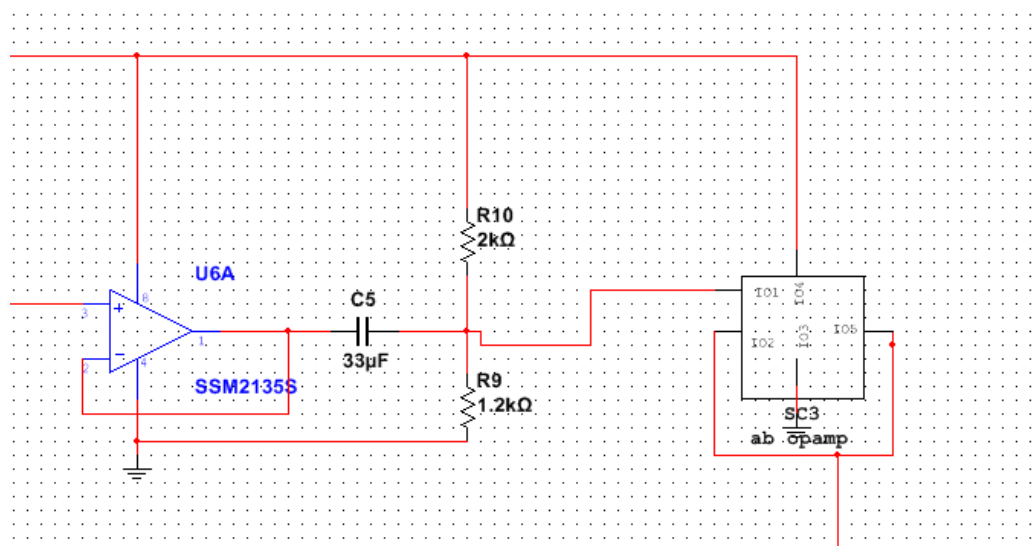 R10
2kΩ
U6A
8
C5
IO1
IO4
3
+
1
IO2
IO3
IO5
33µF
2
−
4
R9
SSM2135S
1.2kΩ
SC3
ab opamp